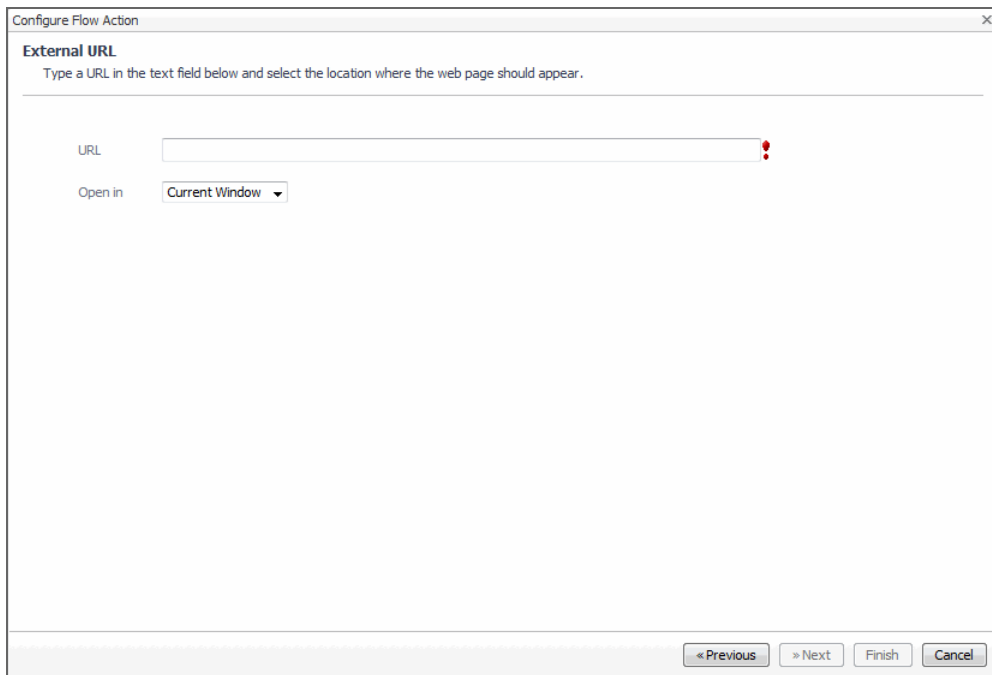 Configure Flow Action
External URL
Type a URL in the text field below and select the location where the web page should appear.
URL
Open in Current Window
« Previous » Next Finish Cancel